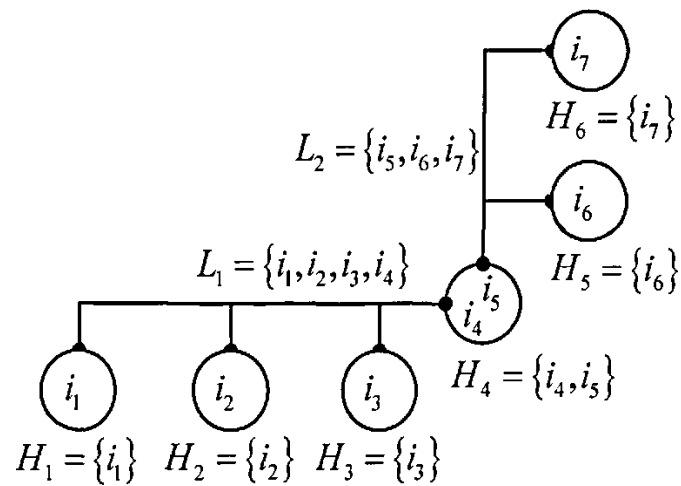 i₇
H₆ = {i₇}
L₂ = {i₅, i₆, i₇}
i₆
H₅ = {i₆}
L₁ = {i₁, i₂, i₃, i₄}
i₅
i₄
H₄ = {i₄, i₅}
i₁ i₂ i₃
H₁ = {i₁} H₂ = {i₂} H₃ = {i₃}